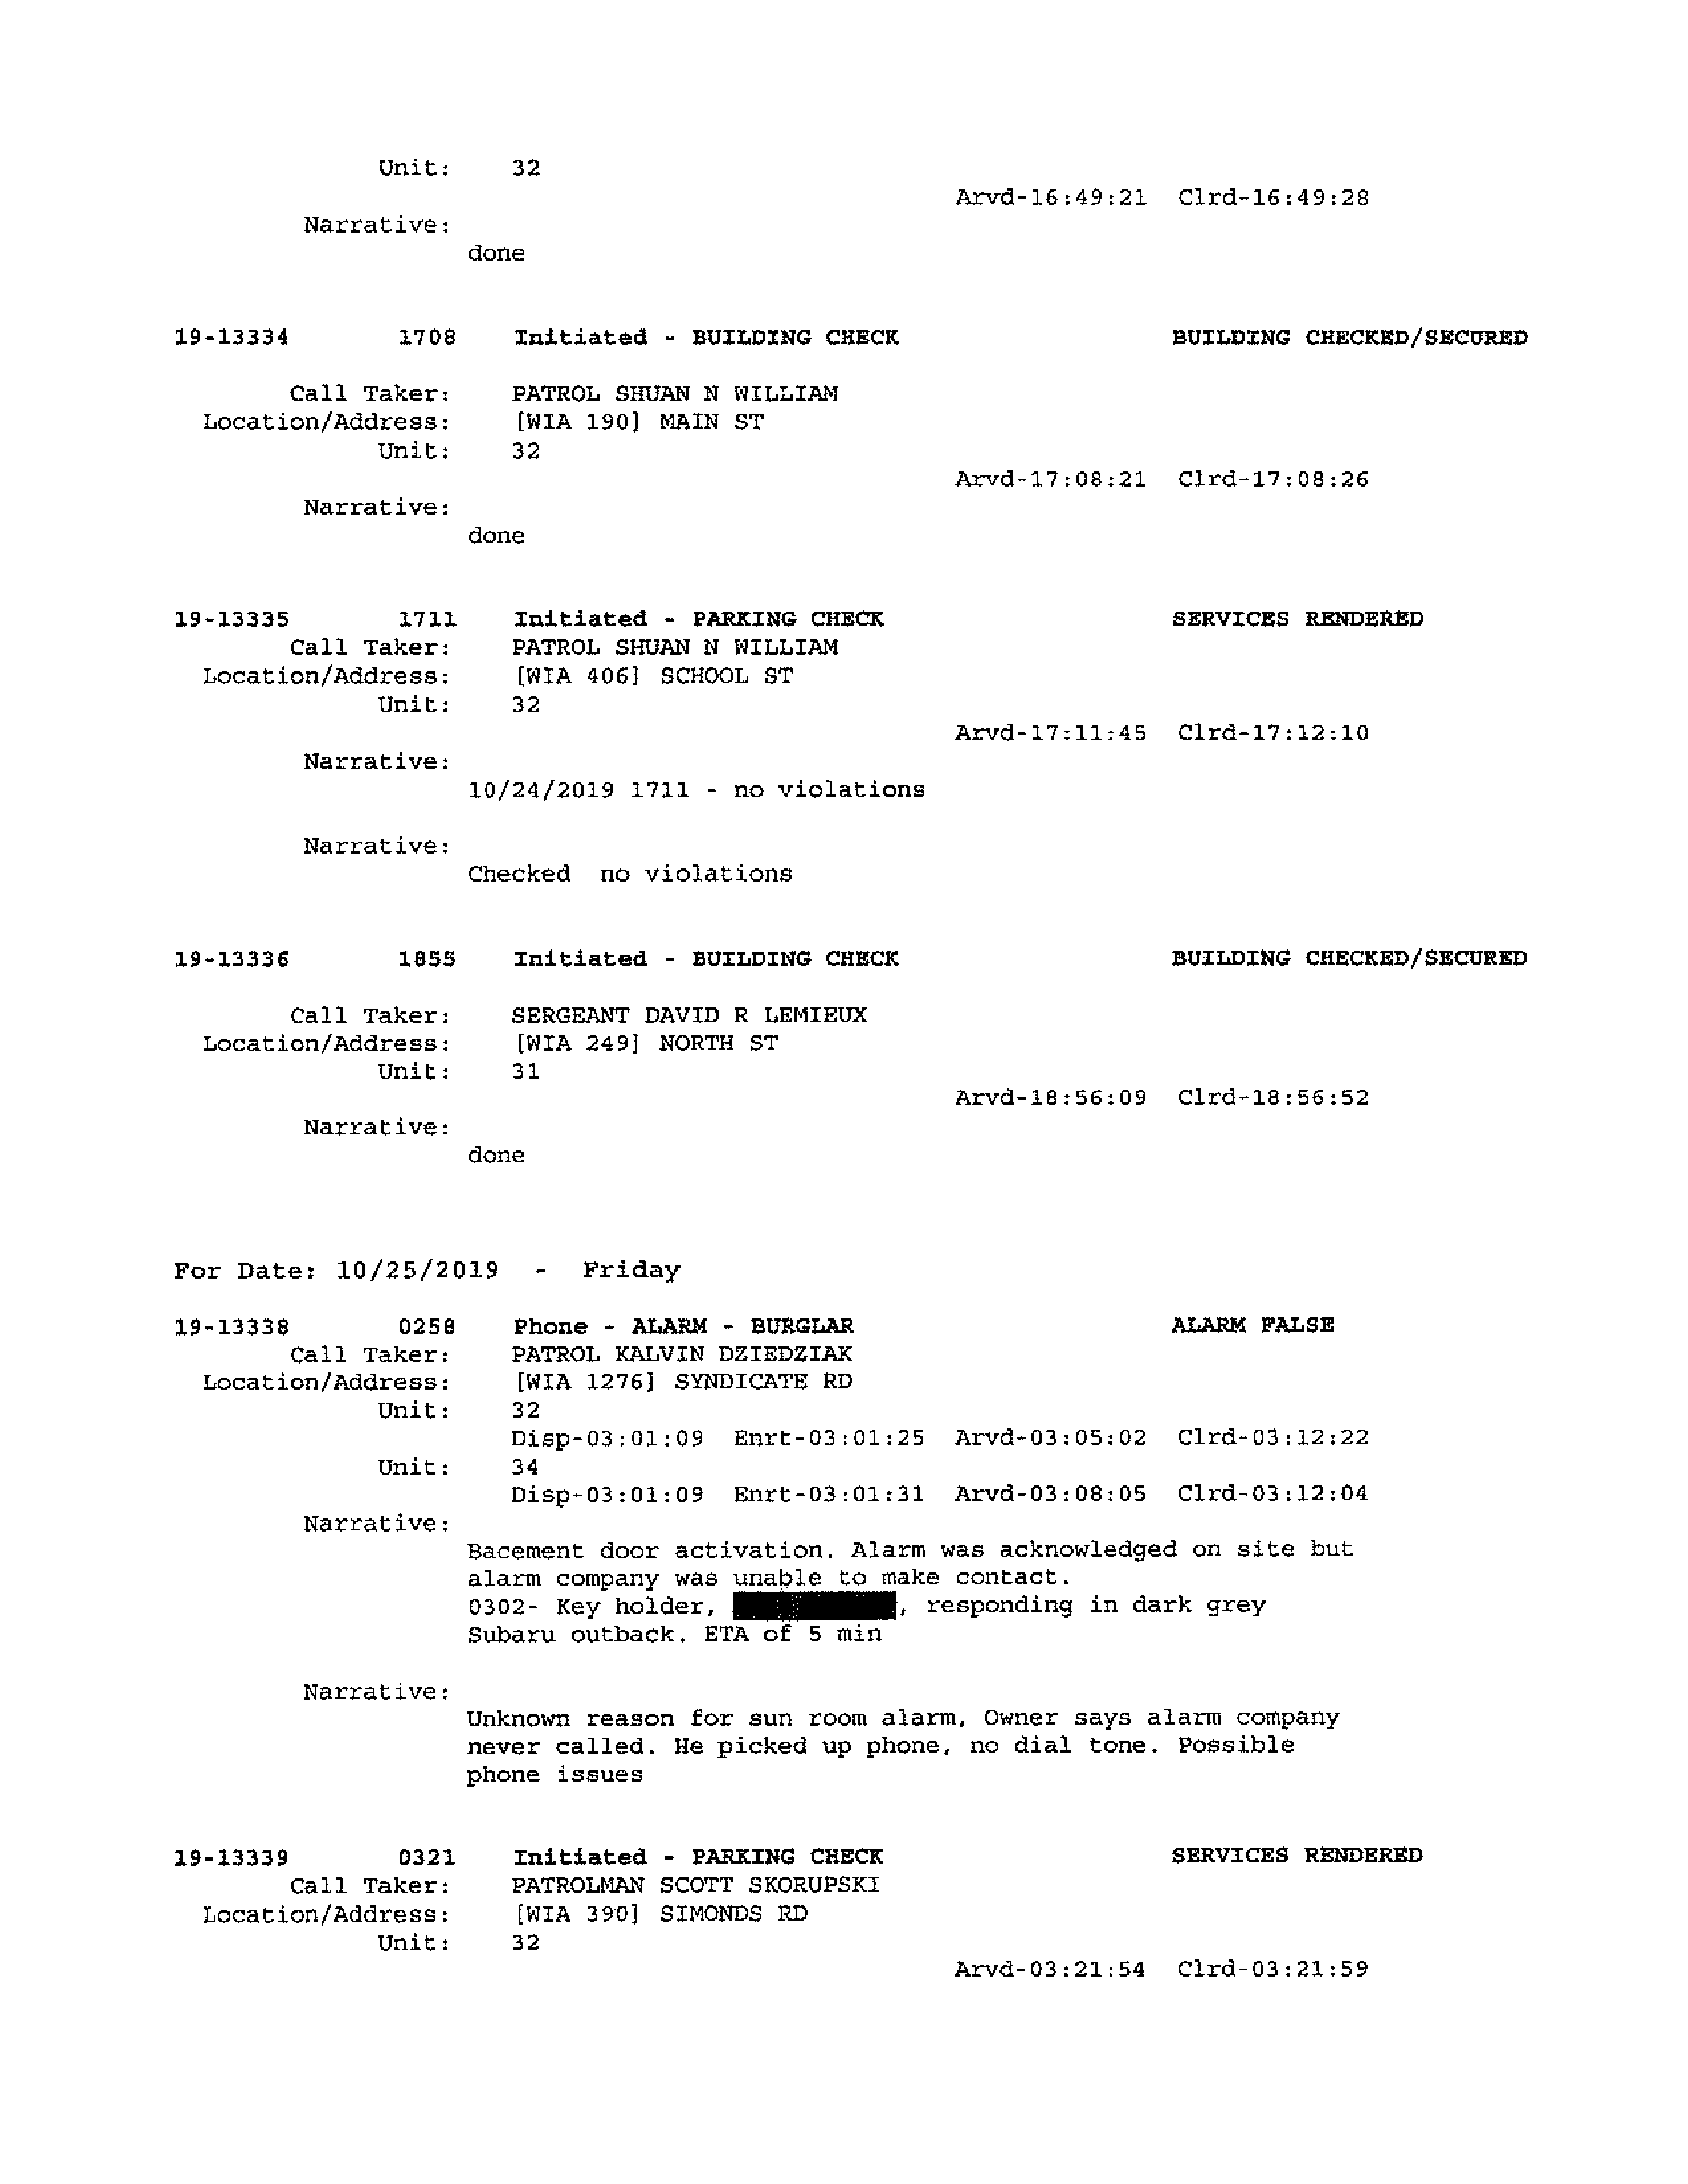 Unit: 32
Arvd-16:49:21 Clrd-16:49:28
Narrative:
done
19-13334 1708 Initiated - BUILDING CHECK BUILDING CHECKED/SECURED
Call Taker: PATROL SHUAN N WILLIAM
Location/Address: [WIA 190] MAIN ST
Unit: 32
Arvd-17:08:21 Clrd-17:08:26
Narrative:
done
19-13335 1711 Initiated - PARKING CHECK SERVICES RENDERED
Call Taker: PATROL SHUAN N WILLIAM
Location/Address: [WIA 406] SCHOOL ST
Unit: 32
Arvd-17:11:45 Clrd-17:12:10
Narrative:
10/24/2019 1711 - no violations
Narrative:
Checked no violations
19-13336 1855 Initiated - BUILDING CHECK BUILDING CHECKED/SECURED
Call Taker: SERGEANT DAVID R LEMIEUX
Location/Address: [WIA 249] NORTH ST
Unit: 31
Arvd-18:56:09 Clrd-18:56:52
Narrative:
done
For Date: 10/25/2019 - Friday
19-13338 0258 Phone - ALARM - BURGLAR ALARM FALSE
Call Taker: PATROL KALVIN DZIEDZIAK
Location/Address: [WIA 1276] SYNDICATE RD
Unit: 32
Disp-03:01:09 Enrt-03:01:25 Arvd-03:05:02 Clrd-03:12:22
Unit: 34
Disp-03:01:09 Enrt-03:01:31 Arvd-03:08:05 Clrd-03:12:04
Narrative:
Bacement door activation. Alarm was acknowledged on site but
alarm company was unable to make contact.
0302- Key holder, , responding in dark grey
Subaru outback. ETA of 5 min
Narrative:
Unknown reason for sun room alarm, Owner says alarm company
never called. He picked up phone, no dial tone. Possible
phone issues
19-13339 0321 Initiated - PARKING CHECK SERVICES RENDERED
Call Taker: PATROLMAN SCOTT SKORUPSKI
Location/Address: [WIA 390] SIMONDS RD
Unit: 32
Arvd-03:21:54 Clrd-03:21:59